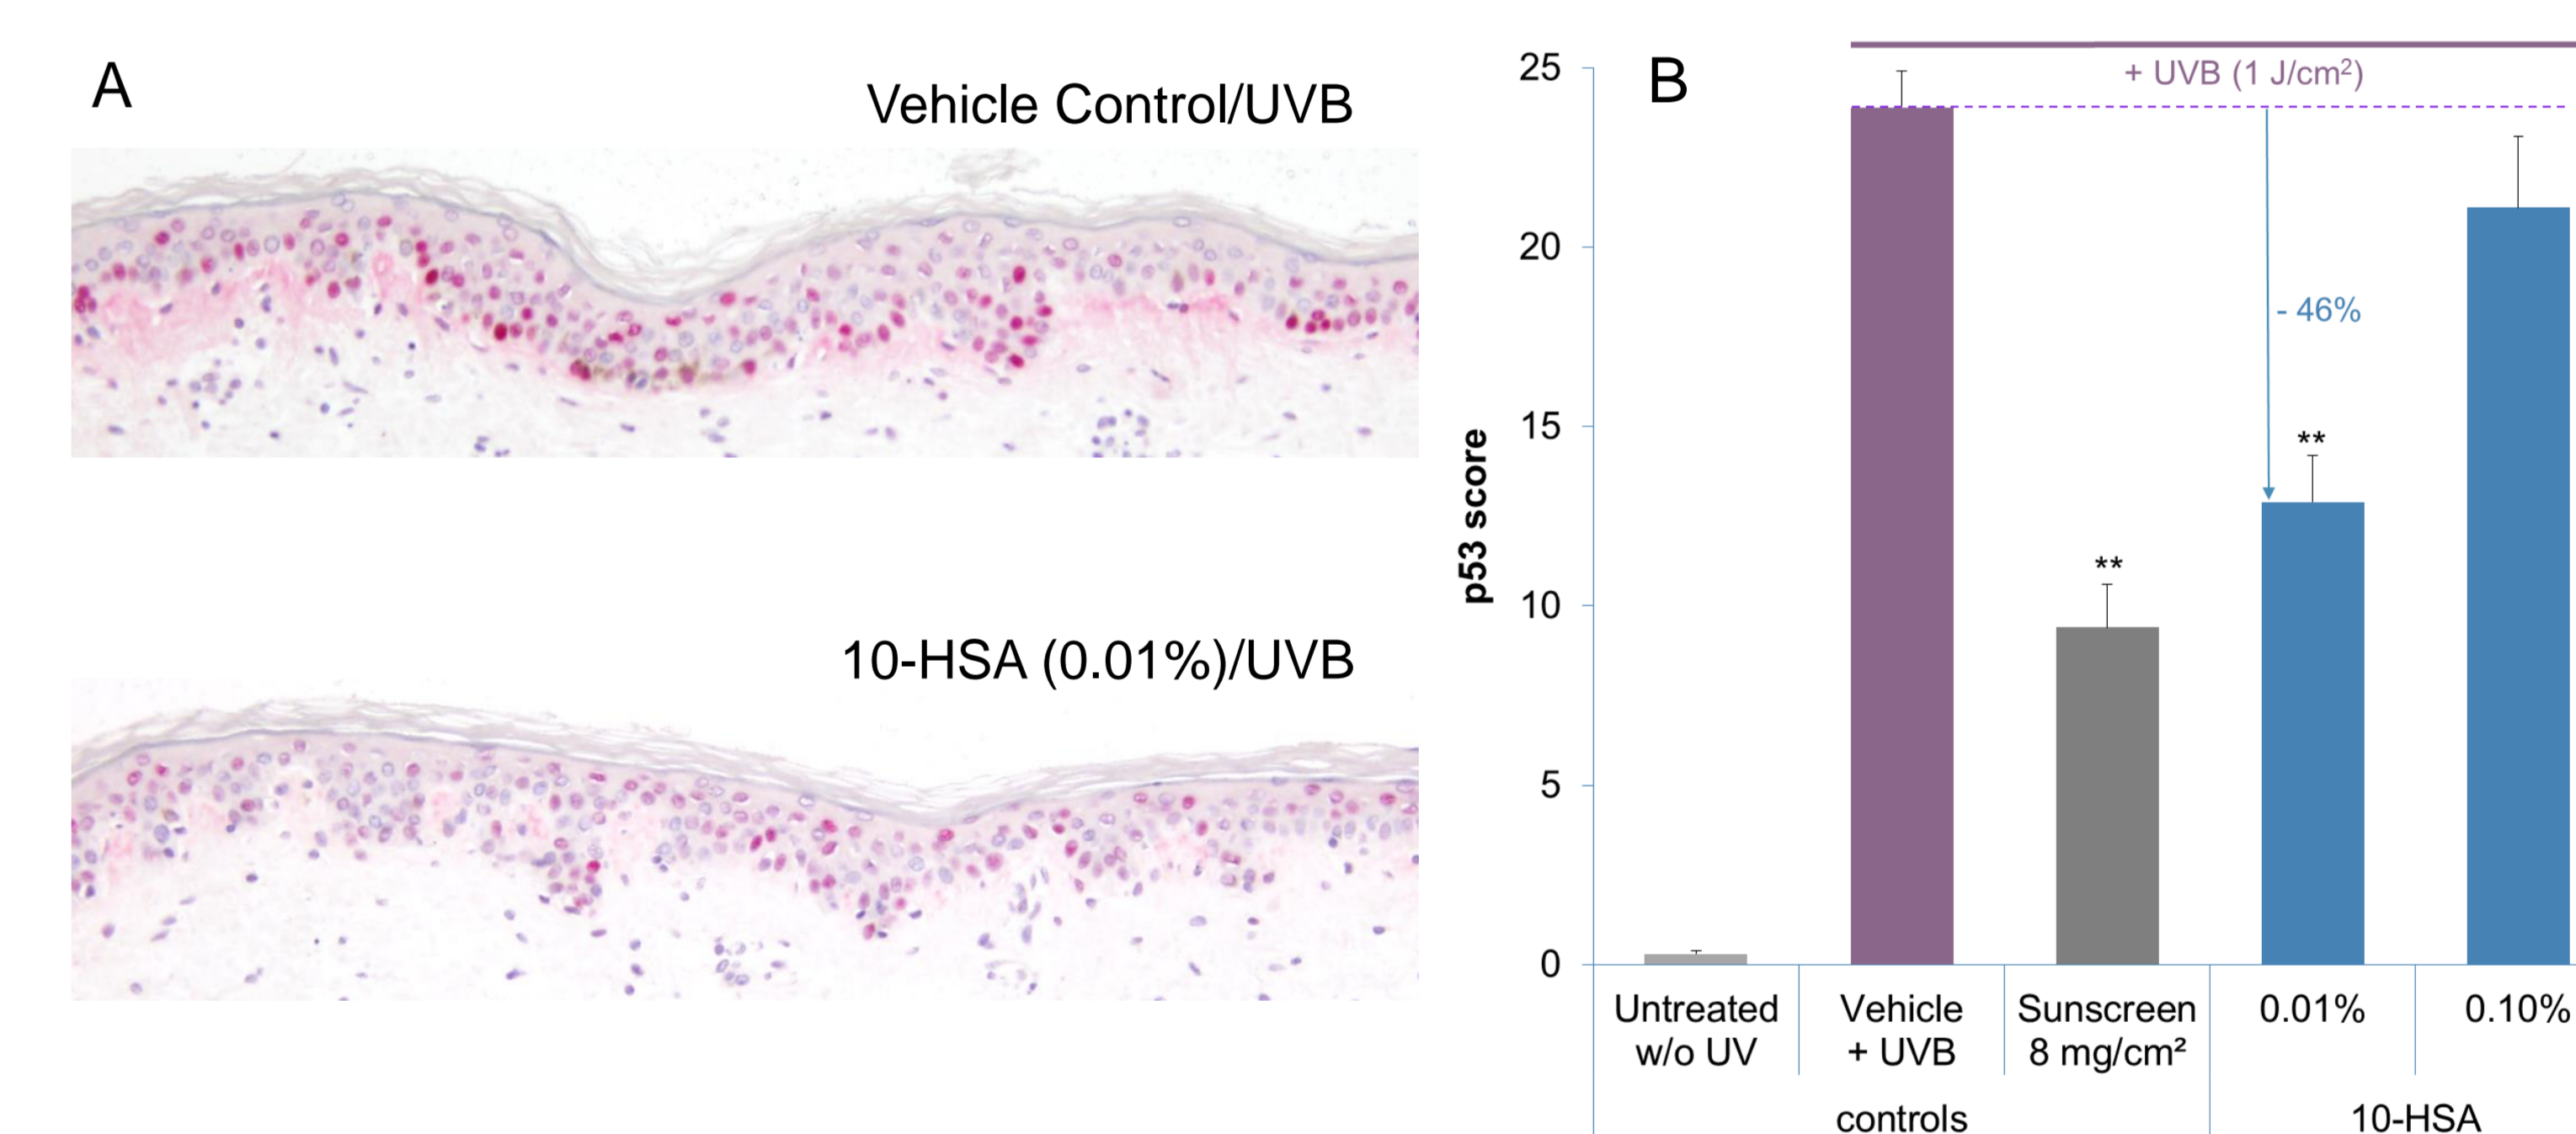 A
Vehicle Control/UVB
10-HSA (0.01%)/UVB
B
+ UVB (1 J/cm²)
25
20
15
10
5
0
p53 score
- 46%
**
**
Untreated
w/o UV
Vehicle
+ UVB
Sunscreen
8 mg/cm²
0.01%
0.10%
controls
10-HSA